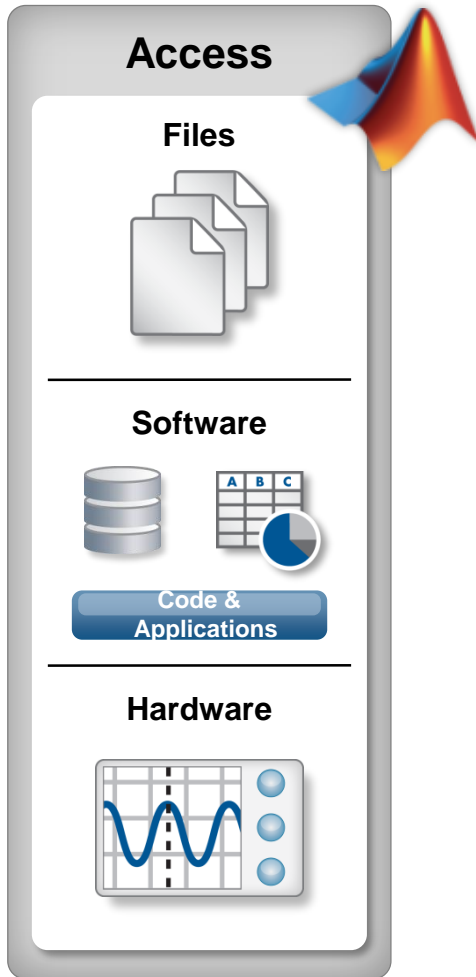 Access
Files
Software
A B C
Code &
Applications
Hardware